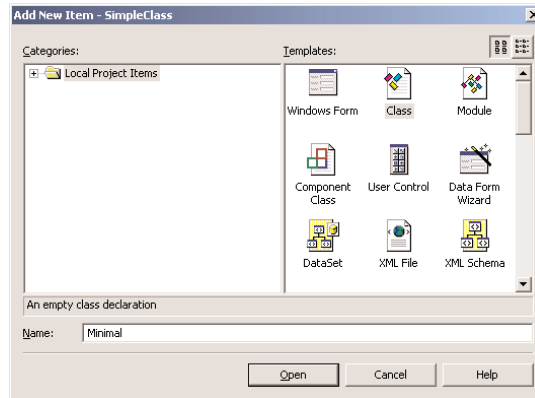 Add New Item - SimpleClass
Categories:
Templates:
Local Project Items
Windows Form
Class
Module
Component
Class
User Control
Data Form
Wizard
DataSet
XML File
XML Schema
An empty class declaration
Name:
Minimal
Open
Cancel
Help